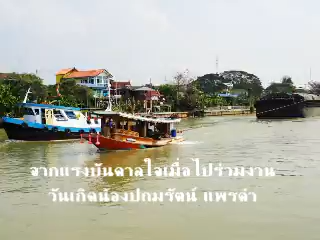 จากแรงบันดาลใจเมื่อไปร่วมงาน
วันเกิดน้องปถมรัตน์ แพรดำ